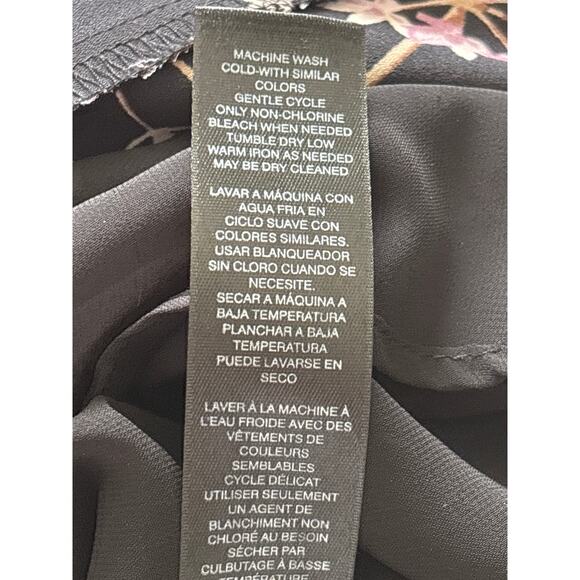 MACHINE WASH
COLD-WITH SIMILAR
COLORS
GENTLE CYCLE
ONLY NON-CHLORINE
BLEACH WHEN NEEDED
TUMBLE DRY LOW
WARM IRON AS NEEDED
MAY BE DRY CLEANED
LAVAR A MÁQUINA CON
AGUA FRIA EN
CICLO SUAVE CON
COLORES SIMILARES.
USAR BLANQUEADOR
SIN CLORO CUANDO SE
NECESITE.
SECAR A MÁQUINA A
BAJA TEMPERATURA
PLANCHAR A BAJA
TEMPERATURA
PUEDE LAVARSE EN
SECO
LAVER À LA MACHINE À
L'EAU FROIDE AVEC DES
VÊTEMENTS DE
COULEURS
SEMBLABLES
CYCLE DÉLICAT
UTILISER SEULEMENT
UN AGENT DE
BLANCHIMENT NON
CHLORÉ AU BESOIN
SÉCHER PAR
CULBUTAGE À BASSE
TEMPÉRATURE